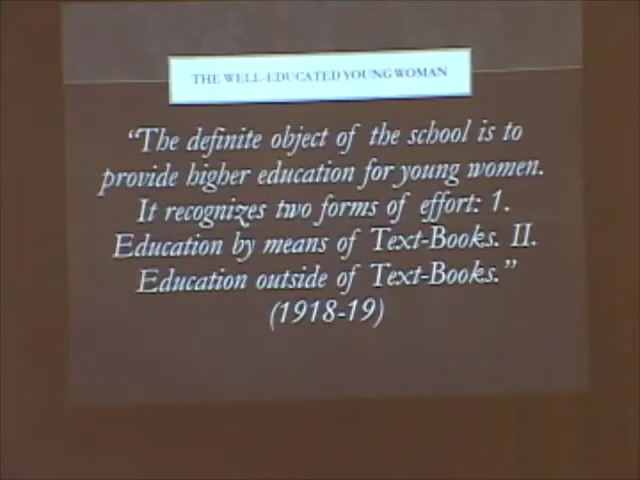 THE WELL-EDUCATED YOUNG WOMAN
“The definite object of the school is to
provide higher education for young women.
It recognizes two forms of effort: 1.
Education by means of Text-Books. II.
Education outside of Text-Books.”
(1918-19)